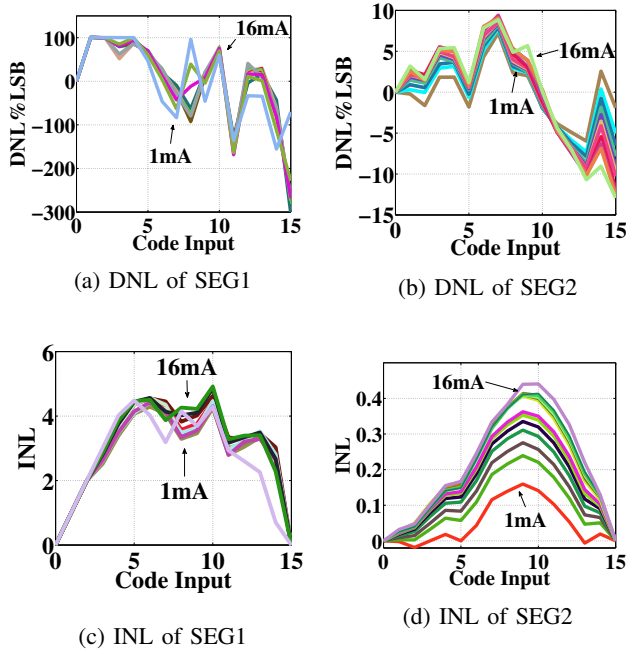 DNL%LSB
100
0
−100
−200
−300
16mA
1mA
0 5 10 15
Code Input
(a) DNL of SEG1
DNL%LSB
10
5
0
−5
−10
−15
16mA
1mA
0 5 10 15
Code Input
(b) DNL of SEG2
INL
6
4
2
0
16mA
1mA
0 5 10 15
Code Input
(c) INL of SEG1
INL
0.4
0.3
0.2
0.1
0
16mA
1mA
0 5 10 15
Code Input
(d) INL of SEG2